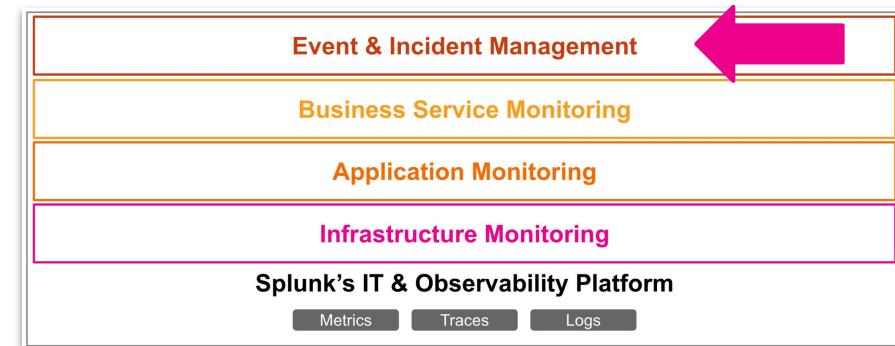 Event & Incident Management
Business Service Monitoring
Application Monitoring
Infrastructure Monitoring
Splunk's IT & Observability Platform
Metrics Traces Logs